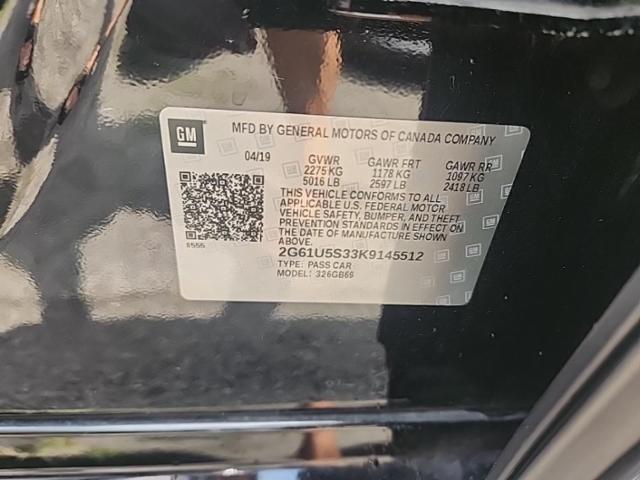 GM
MFD BY GENERAL MOTORS OF CANADA COMPANY
04/19 GVWR GAWR FRT GAWR RR
2275 KG 1178 KG 1097 KG
5016 LB 2597 LB 2418 LB
THIS VEHICLE CONFORMS TO ALL
APPLICABLE U.S. FEDERAL MOTOR
VEHICLE SAFETY, BUMPER, AND THEFT
PREVENTION STANDARDS IN EFFECT ON
THE DATE OF MANUFACTURE SHOWN
ABOVE.
2G61U5S33K9145512
TYPE: PASS CAR
MODEL: 326GB69